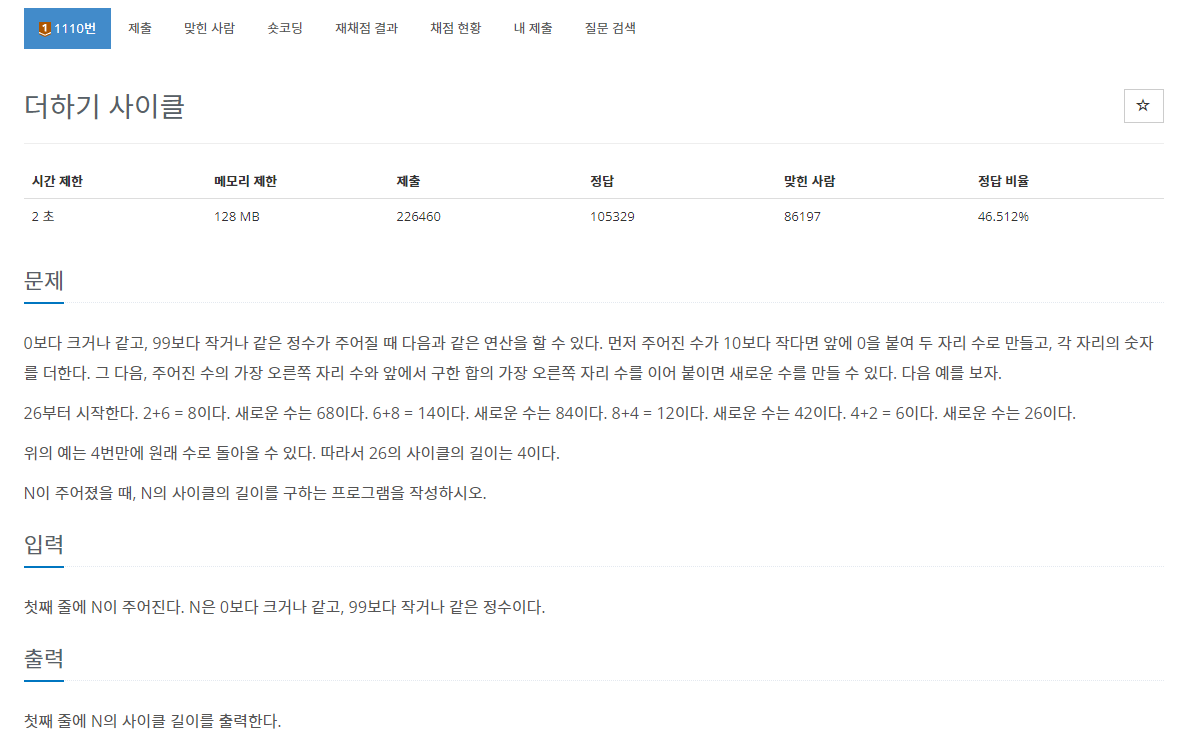 1 1110번 제출 맞힌 사람 숏코딩 재채점 결과 채점 현황 내 제출 질문 검색
더하기 사이클
시간 제한 메모리 제한 제출 정답 맞힌 사람 정답 비율
2 초 128 MB 226460 105329 86197 46.512%
문제
0보다 크거나 같고, 99보다 작거나 같은 정수가 주어질 때 다음과 같은 연산을 할 수 있다. 먼저 주어진 수가 10보다 작다면 앞에 0을 붙여 두 자리 수로 만들고, 각 자리의 숫자
를 더한다. 그 다음, 주어진 수의 가장 오른쪽 자리 수와 앞에서 구한 합의 가장 오른쪽 자리 수를 이어 붙이면 새로운 수를 만들 수 있다. 다음 예를 보자.
26부터 시작한다. 2+6 = 8이다. 새로운 수는 68이다. 6+8 = 14이다. 새로운 수는 84이다. 8+4 = 12이다. 새로운 수는 42이다. 4+2 = 6이다. 새로운 수는 26이다.
위의 예는 4번만에 원래 수로 돌아올 수 있다. 따라서 26의 사이클의 길이는 4이다.
N이 주어졌을 때, N의 사이클의 길이를 구하는 프로그램을 작성하시오.
입력
첫째 줄에 N이 주어진다. N은 0보다 크거나 같고, 99보다 작거나 같은 정수이다.
출력
첫째 줄에 N의 사이클 길이를 출력한다.